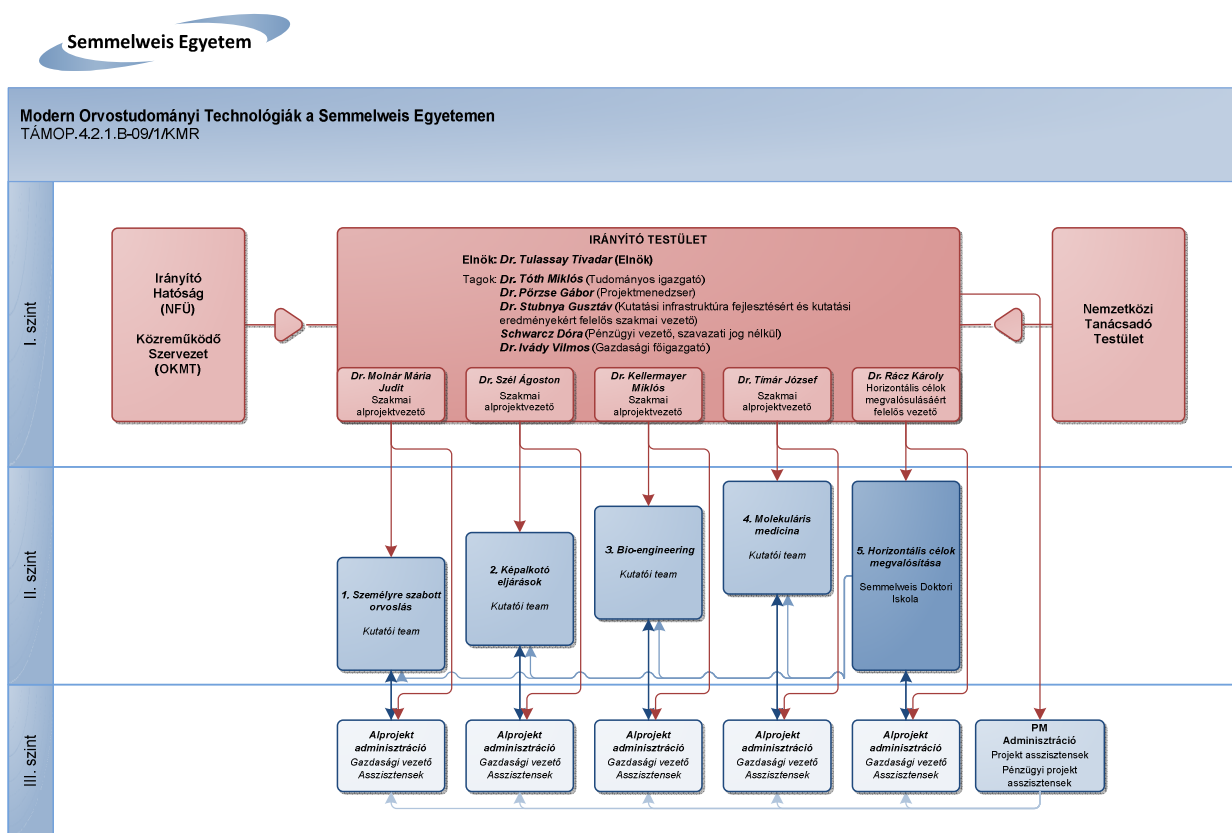 Semmelweis Egyetem
Modern Orvostudományi Technológiák a Semmelweis Egyetemen
TÁMOP.4.2.1.B-09/1/KMR
I. szint
Irányító
Hatóság
(NFÜ)
Közreműködő
Szervezet
(OKMT)
IRÁNYÍTÓ TESTÜLET
Elnök: Dr. Tulassay Tivadar (Elnök)
Tagok: Dr. Tóth Miklós (Tudományos igazgató)
Dr. Pörzse Gábor (Projektmenedzser)
Dr. Stubnya Gusztáv (Kutatási infrastruktúra fejlesztésért és kutatási
eredményekért felelős szakmai vezető)
Schwarcz Dóra (Pénzügyi vezető, szavazati jog nélkül)
Dr. Ivády Vilmos (Gazdasági főigazgató)
Nemzetközi
Tanácsadó
Testület
Dr. Molnár Mária
Judit
Szakmai
alprojektvezető
Dr. Szél Ágoston
Szakmai
alprojektvezető
Dr. Kellermayer
Miklós
Szakmai
alprojektvezető
Dr. Tímár József
Szakmai
alprojektvezető
Dr. Rácz Károly
Horizontális célok
megvalósulásáért
felelős vezető
II. szint
1. Személyre szabott
orvoslás
Kutatói team
2. Képalkotó
eljárások
Kutatói team
3. Bio-engineering
Kutatói team
4. Molekuláris
medicina
Kutatói team
5. Horizontális célok
megvalósítása
Semmelweis Doktori
Iskola
III. szint
Alprojekt
adminisztráció
Gazdasági vezető
Asszisztensek
Alprojekt
adminisztráció
Gazdasági vezető
Asszisztensek
Alprojekt
adminisztráció
Gazdasági vezető
Asszisztensek
Alprojekt
adminisztráció
Gazdasági vezető
Asszisztensek
Alprojekt
adminisztráció
Gazdasági vezető
Asszisztensek
PM
Adminisztráció
Projekt asszisztensek
Pénzügyi projekt
asszisztensek